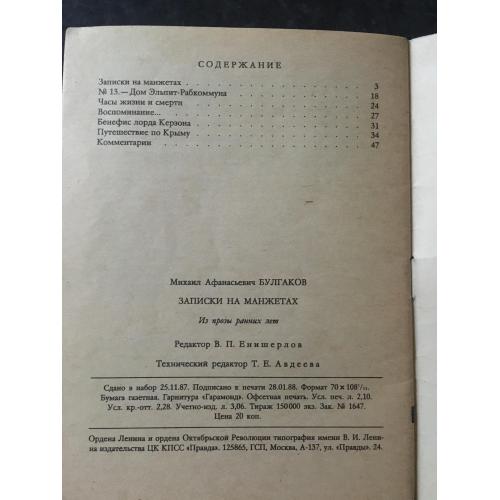 СОДЕРЖАНИЕ
Записки на манжетах . . . . . . . . . . 3
№ 13.—Дом Эльпит-Рабкоммуна . . . . . . . . . . 18
Часы жизни и смерти . . . . . . . . . . 24
Воспоминание... . . . . . . . . . . 27
Бенефис лорда Керзона . . . . . . . . . . 31
Путешествие по Крыму . . . . . . . . . . 34
Комментарии . . . . . . . . . . 47
Михаил Афанасьевич БУЛГАКОВ
ЗАПИСКИ НА МАНЖЕТАХ
Из прозы ранних лет
Редактор В. П. Енишерлов
Технический редактор Т. Е. Авдеева
Сдано в набор 25.11.87. Подписано к печати 28.01.88. Формат 70 × 108¹/₃₂.
Бумага газетная. Гарнитура «Гарамонд». Офсетная печать. Усл. печ. л. 2,10.
Усл. кр.-отт. 2,28. Учетно-изд. л. 3,06. Тираж 150 000 экз. Зак. № 1647.
Цена 20 коп.
Ордена Ленина и ордена Октябрьской Революции типография имени В. И. Лени-
на издательства ЦК КПСС «Правда». 125865, ГСП, Москва, А-137, ул. «Правды». 24.